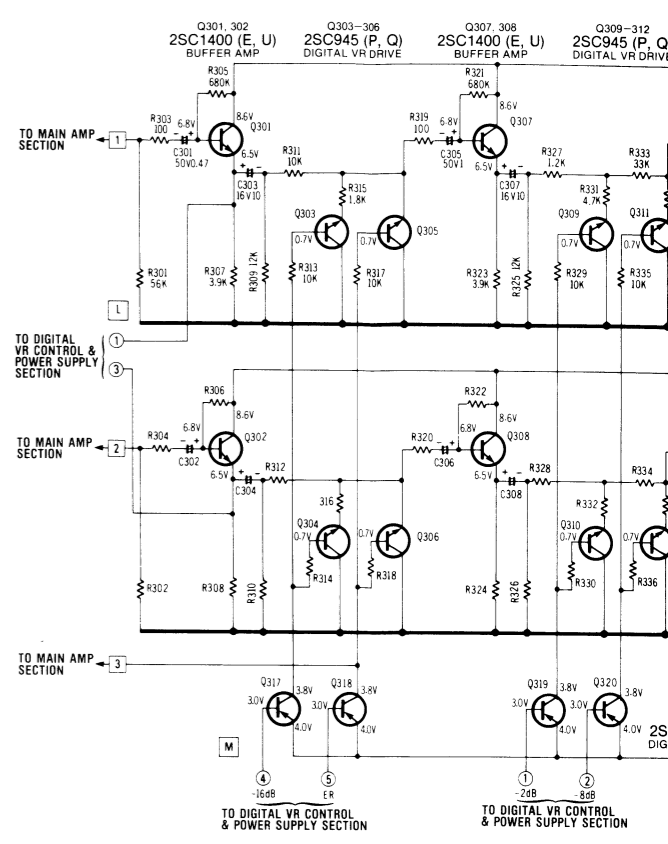 Q301, 302
2SC1400 (E, U)
BUFFER AMP
Q303-306
2SC945 (P, Q)
DIGITAL VR DRIVE
Q307, 308
2SC1400 (E, U)
BUFFER AMP
Q309-312
2SC945 (P, Q
DIGITAL VR DRIVE
R305
680K
R321
680K
8.6V
8.6V
R303
100
6.8V
- +
Q301
R319
100
6.8V
- +
Q307
TO MAIN AMP
SECTION
1
C301
50V0.47
6.5V
R311
10K
C305
50V1
6.5V
R327
1.2K
R333
33K
+ -
C303
16V10
R315
1.8K
+ -
C307
16V10
R331
4.7K
Q303
Q305
Q309
Q311
0.7V
0.7V
0.7V
0.7V
R301
56K
R307
3.9K
R309 12K
R313
10K
R317
10K
R323
3.9K
R325 12K
R329
10K
R335
10K
L
TO DIGITAL
VR CONTROL &
POWER SUPPLY
SECTION
1
3
R306
R322
8.6V
8.6V
6.8V
6.8V
TO MAIN AMP
SECTION
2
R304
- +
C302
Q302
R320
- +
C306
Q308
6.5V
+ -
C304
R312
6.5V
+ -
C308
R328
R334
316
R332
Q304
0.7V
0.7V
Q306
Q310
0.7V
0.7V
R314
R318
R330
R336
R302
R308
R310
R324
R326
TO MAIN AMP
SECTION
3
Q317
3.8V
Q318
3.8V
Q319
3.8V
Q320
3.8V
3.0V
3.0V
3.0V
3.0V
4.0V
4.0V
4.0V
4.0V
2S
DIG
M
4
-16dB
5
ER
1
-2dB
2
-8dB
TO DIGITAL VR CONTROL
& POWER SUPPLY SECTION
TO DIGITAL VR CONTROL
& POWER SUPPLY SECTION